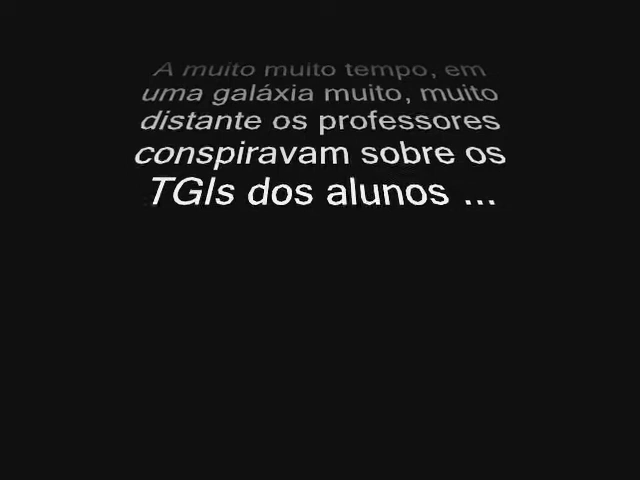 A muito muito tempo, em
uma galáxia muito, muito
distante os professores
conspiravam sobre os
TGIs dos alunos ...